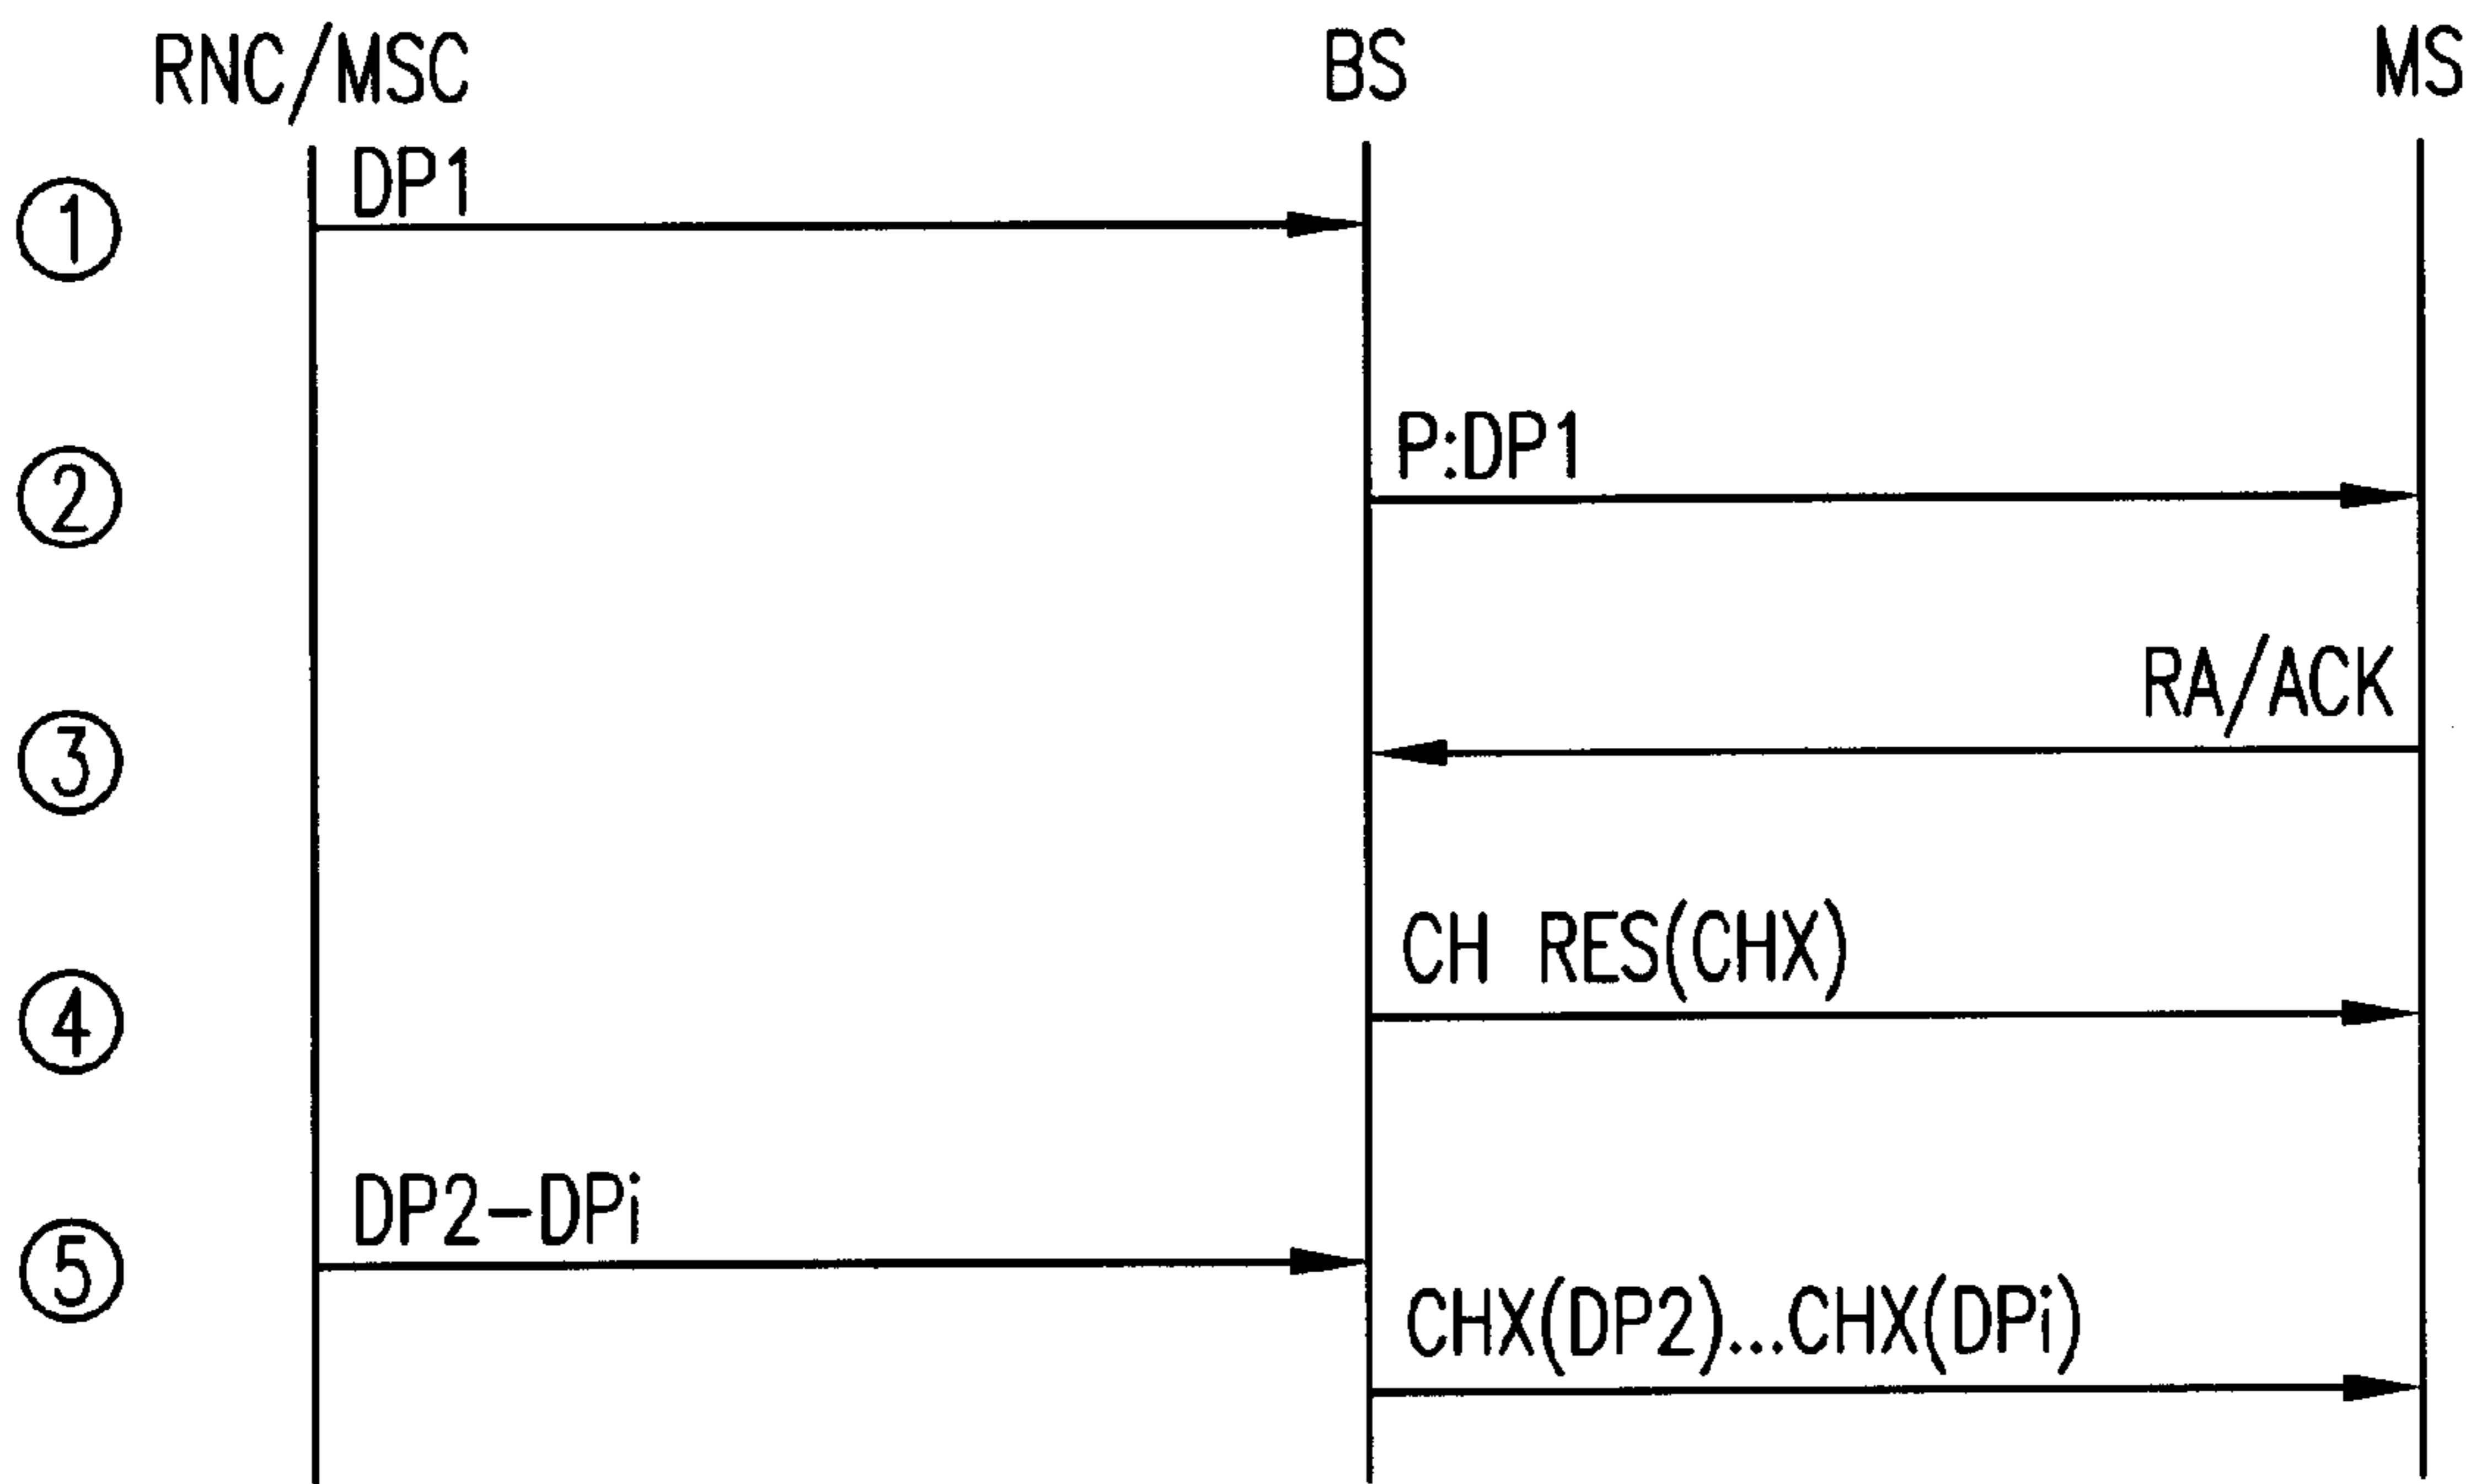 RNC/MSC BS MS
① DP1
② P:DP1
③ RA/ACK
④ CH RES(CHX)
⑤ DP2-DPi
CHX(DP2)...CHX(DPi)